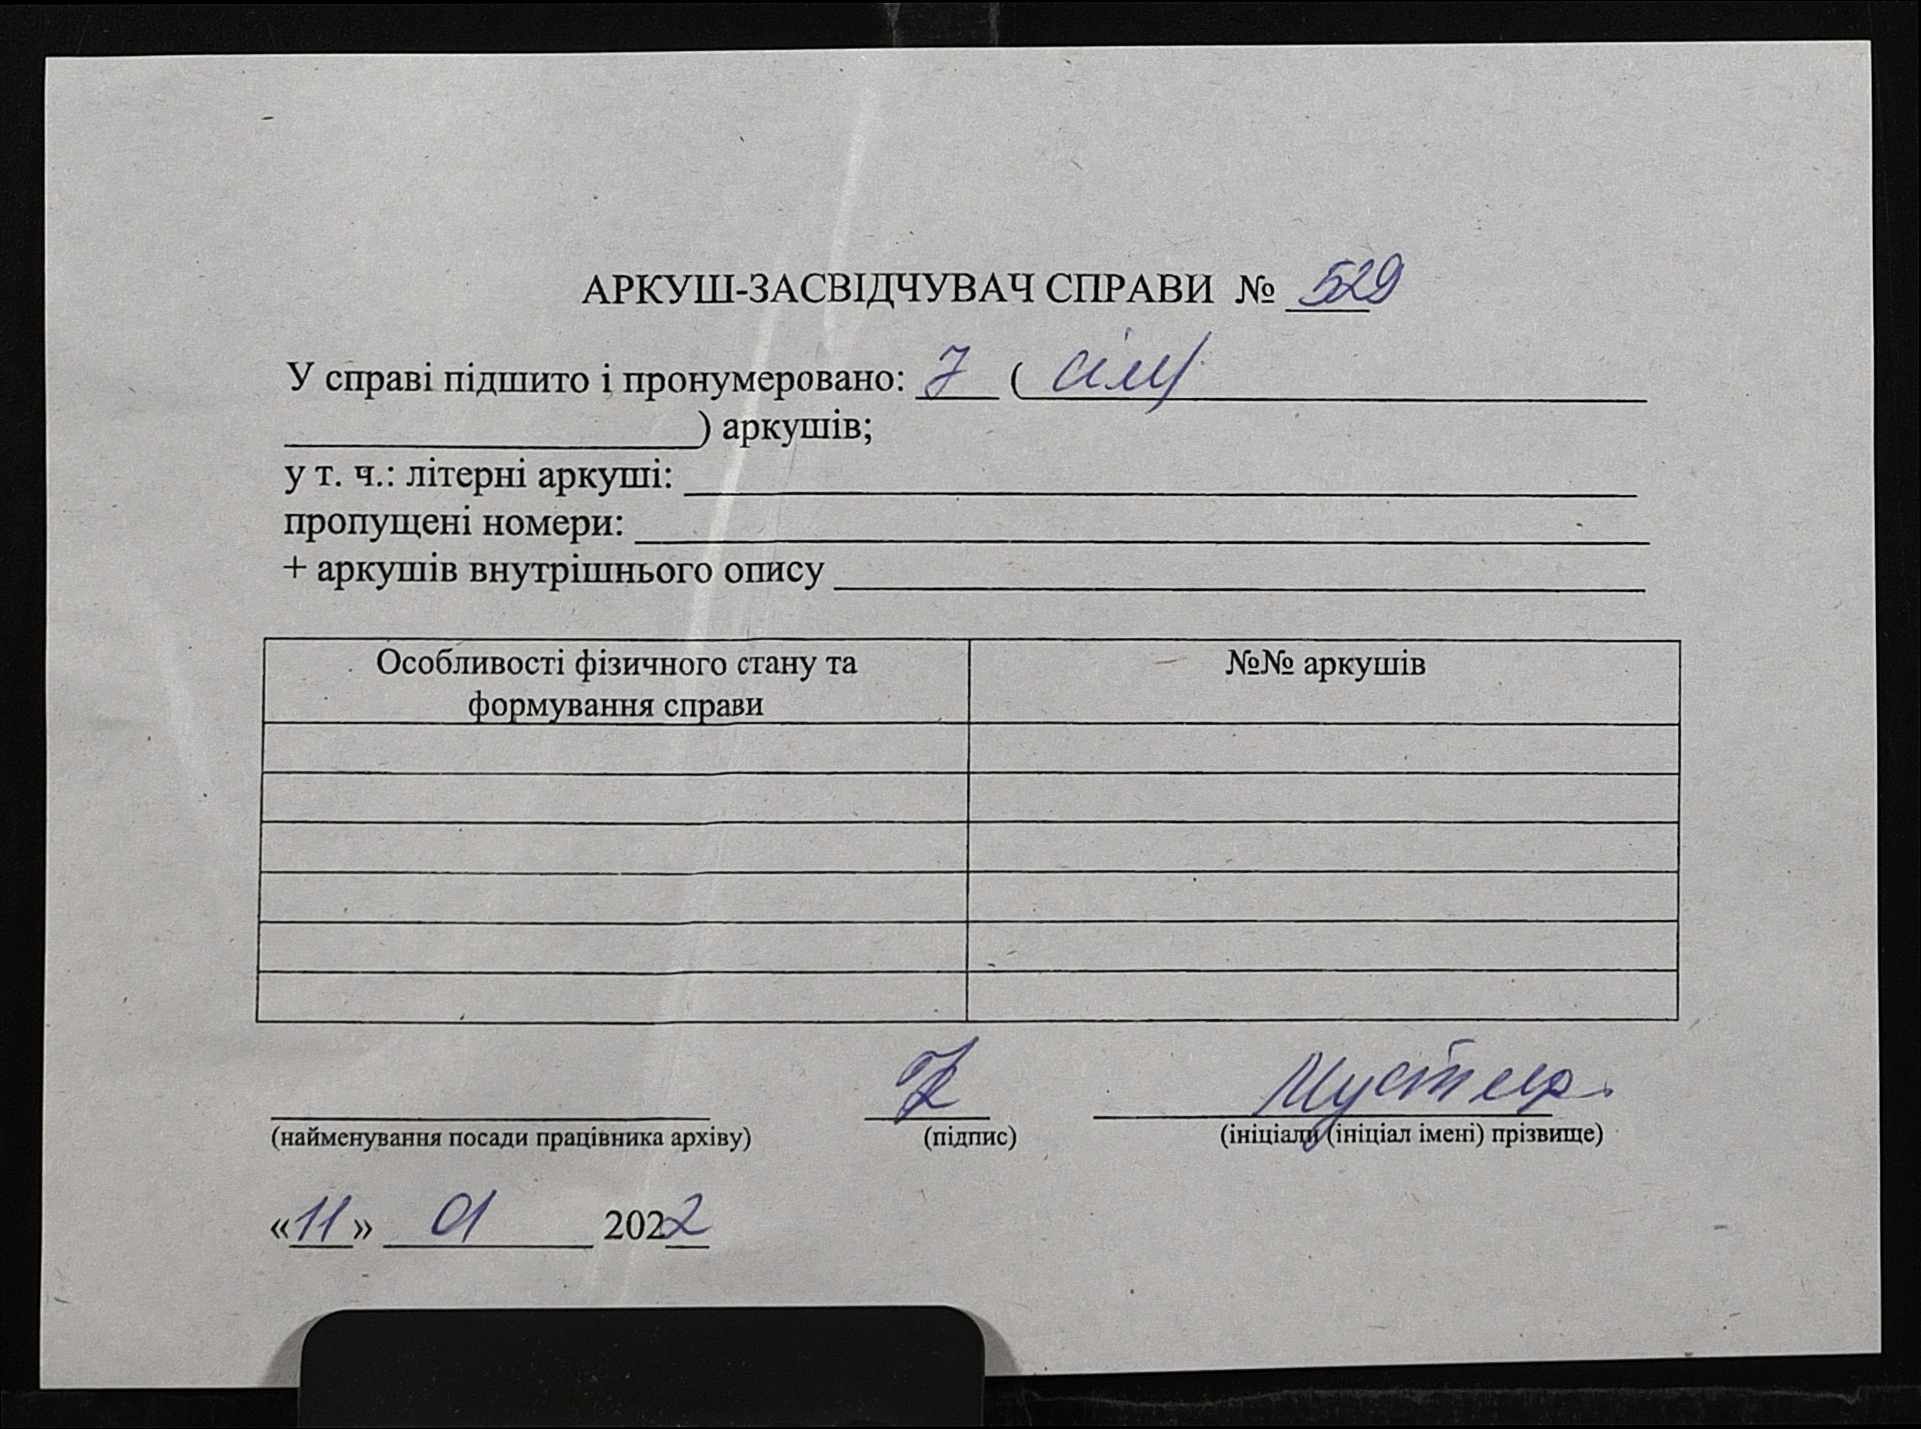 АРКУШ-ЗАСВІДЧУВАЧ СПРАВИ № 529
У справі підшито і пронумеровано: 7 ( сім
) аркушів;
у т. ч.: літерні аркуші:
пропущені номери:
+ аркушів внутрішнього опису
Особливості фізичного стану та
формування справи
№№ аркушів
(найменування посади працівника архіву)
(підпис)
(ініціали (ініціал імені) прізвище)
«11» 01 2022